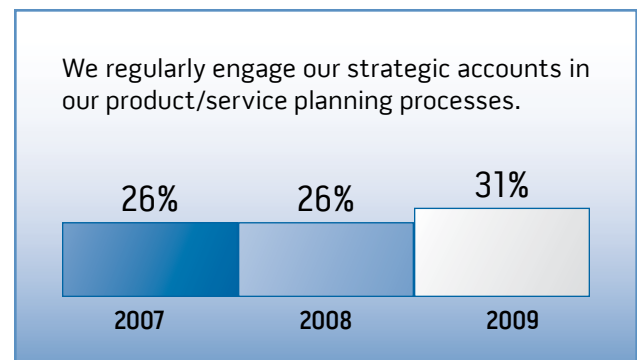 We regularly engage our strategic accounts in
our product/service planning processes.
26% 26% 31%
2007 2008 2009